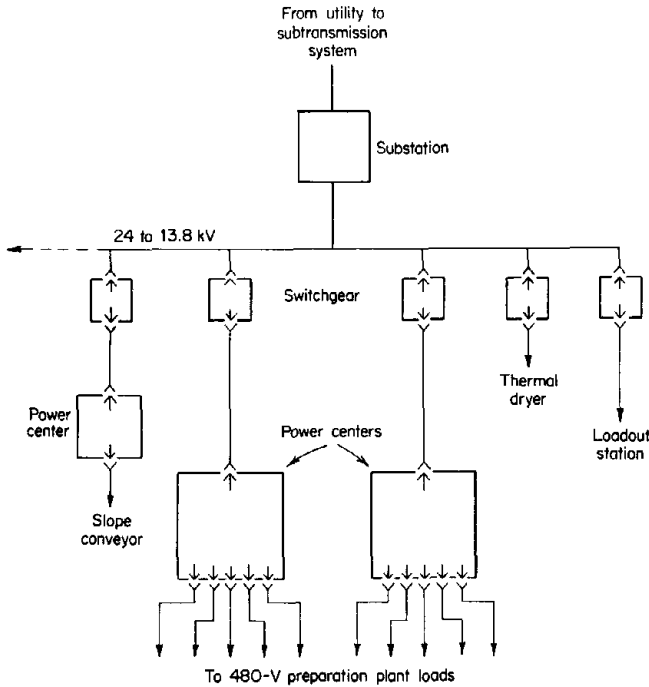 From utility to
subtransmission
system
Substation
24 to 13.8 kV
Switchgear
Thermal
dryer
Power
center
Loadout
station
Power centers
Slope
conveyor
To 480-V preparation plant loads